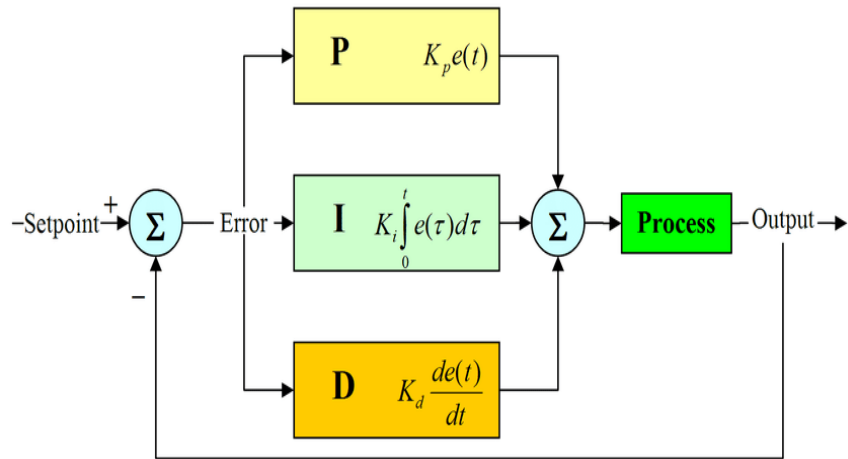 P K_p e(t)
–Setpoint + Σ Error I K_i ∫_0^t e(τ)dτ Σ Process Output
–
D K_d de(t)/dt